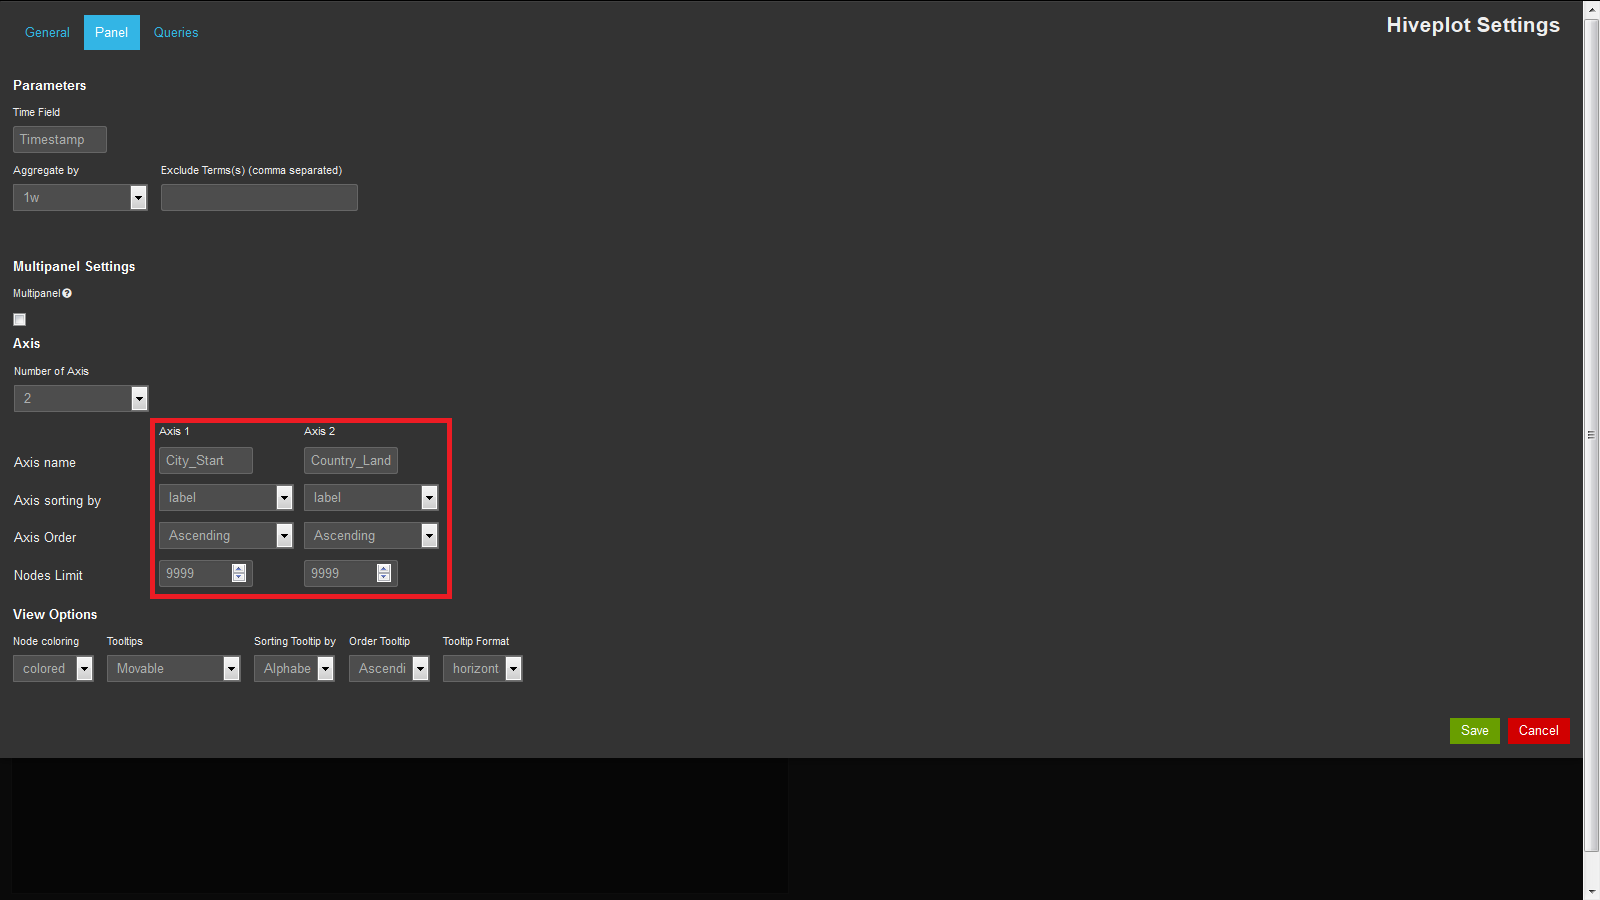 General Panel Queries Hiveplot Settings
Parameters
Time Field
Timestamp
Aggregate by Exclude Terms(s) (comma separated)
1w
Multipanel Settings
Multipanel
Axis
Number of Axis
2
Axis 1 Axis 2
Axis name City_Start Country_Land
Axis sorting by label label
Axis Order Ascending Ascending
Nodes Limit 9999 9999
View Options
Node coloring Tooltips Sorting Tooltip by Order Tooltip Tooltip Format
colored Movable Alphabe Ascendi horizont
Save Cancel